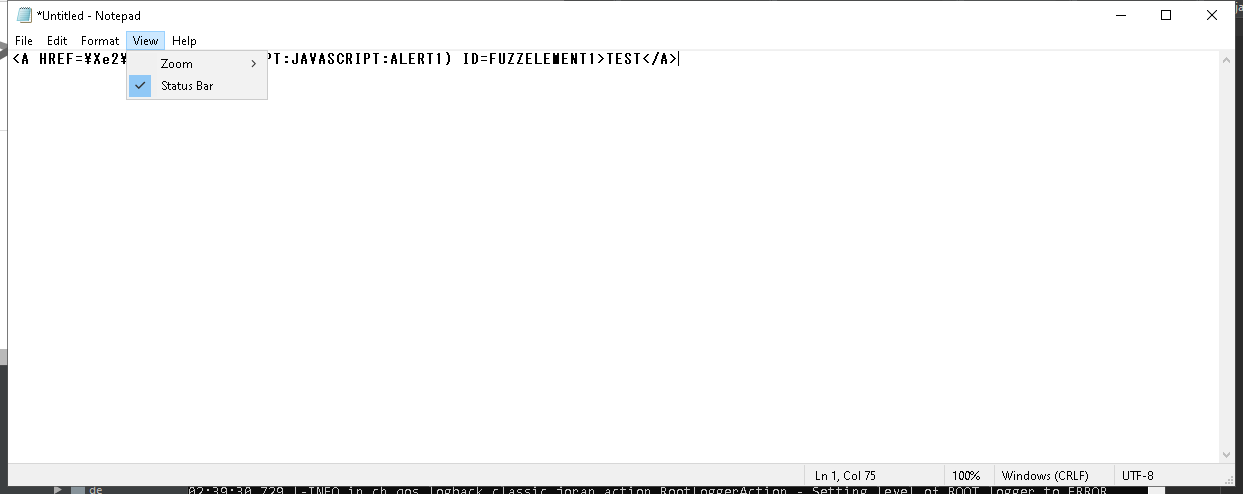 *Untitled - Notepad
File Edit Format View Help
<A HREF=¥Xe2¥ PT:JAVASCRIPT:ALERT1) ID=FUZZELEMENT1>TEST</A>
Zoom
Status Bar
Ln 1, Col 75 100% Windows (CRLF) UTF-8
de 02:39:30,729 |-INFO in ch.qos.logback.classic.joran.action.RootLoggerAction - Setting level of ROOT logger to ERROR